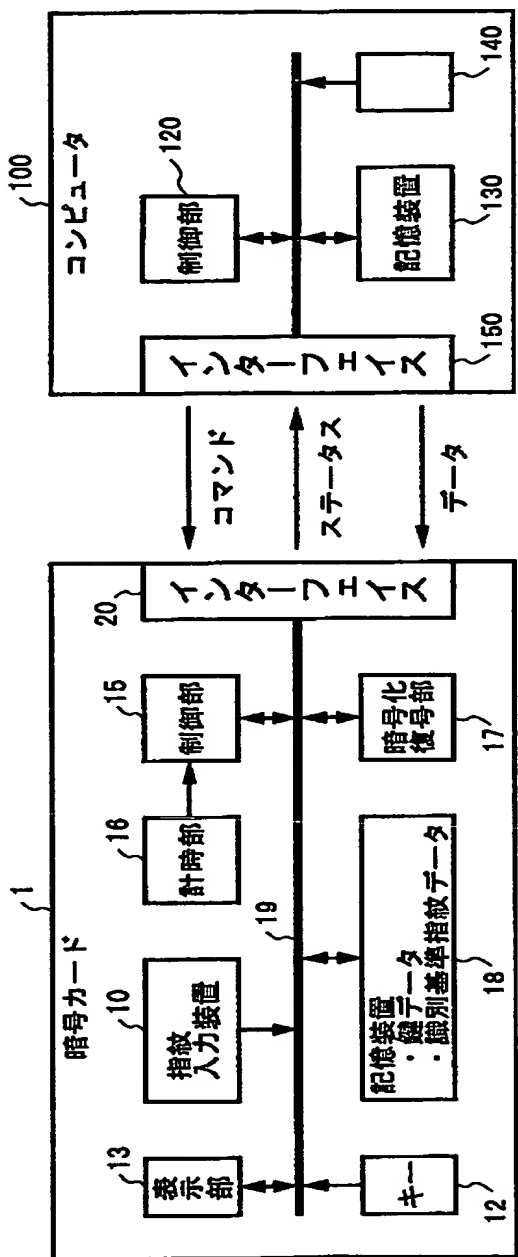 1
暗号カード
13
表示部
10
指紋
入力装置
16
計時部
15
制御部
20
インターフェイス
19
キー
12
記憶装置
・鍵データ
・識別基準指紋データ
18
暗号化
復号部
17
コマンド
ステータス
データ
100
コンピュータ
120
制御部
インターフェイス
150
記憶装置
130
140